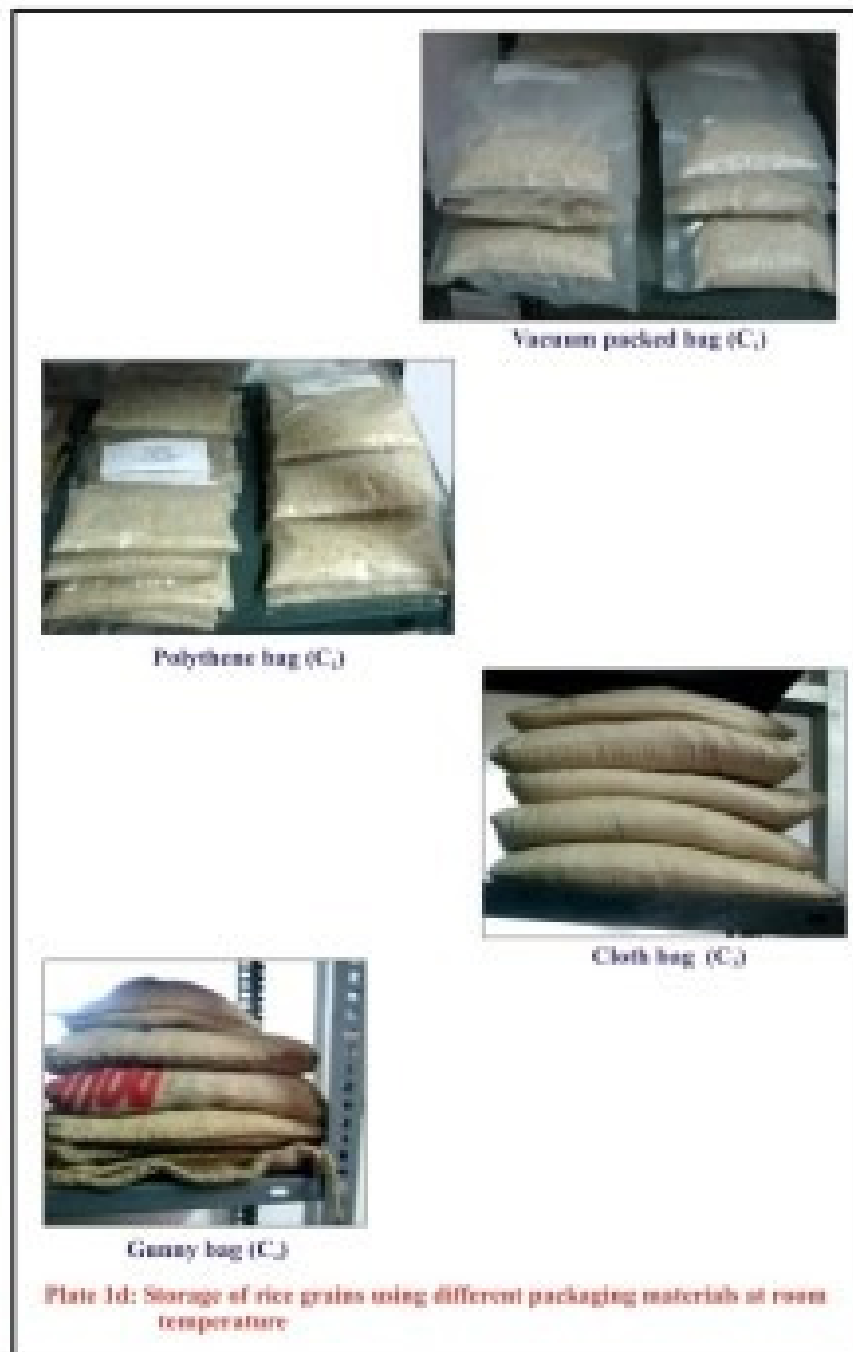 Vacuum packed bag (C
Polythene bag (C
Cloth bag (C
Gunny bag (C
Plate 1d: Storage of rice grains using different packaging materials at room
temperature